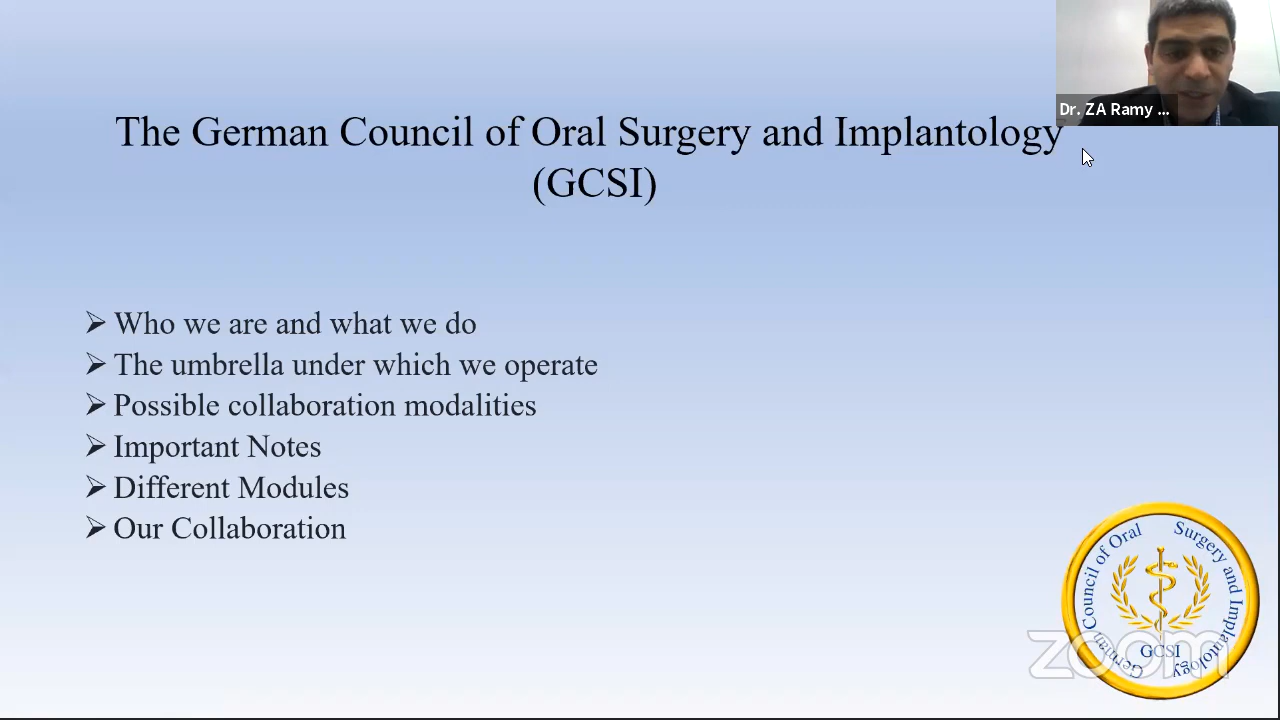 Dr. ZA Ramy ...
The German Council of Oral Surgery and Implantology
(GCSI)
➢ Who we are and what we do
➢ The umbrella under which we operate
➢ Possible collaboration modalities
➢ Important Notes
➢ Different Modules
➢ Our Collaboration
German Council of Oral Surgery and Implantology
GCSI
zoom